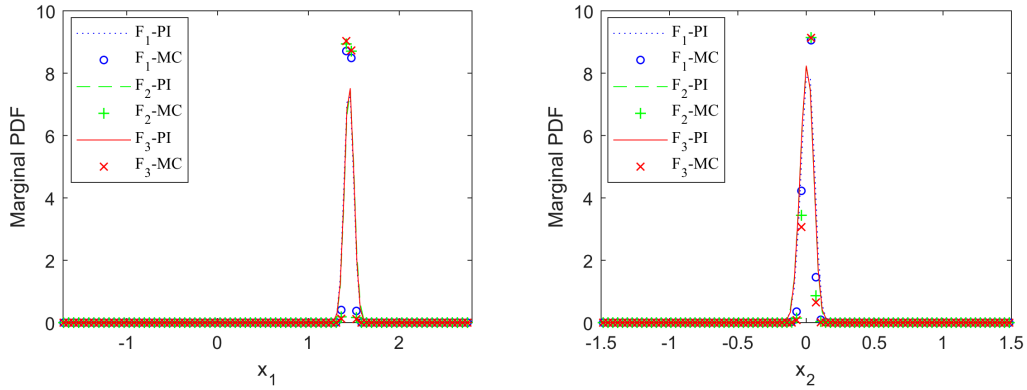 10
8
6
4
2
0
Marginal PDF
F1-PI
F1-MC
F2-PI
F2-MC
F3-PI
F3-MC
-1 0 1 2
x1
10
8
6
4
2
0
Marginal PDF
F1-PI
F1-MC
F2-PI
F2-MC
F3-PI
F3-MC
-1.5 -1 -0.5 0 0.5 1 1.5
x2